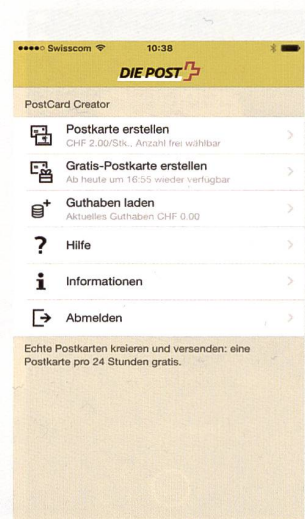 Swisscom 10:38
DIE POST
PostCard Creator
Postkarte erstellen
CHF 2.00/Stk., Anzahl frei wählbar
Gratis-Postkarte erstellen
Ab heute um 16:55 wieder verfügbar
Guthaben laden
Aktuelles Guthaben CHF 0.00
? Hilfe
i Informationen
Abmelden
Echte Postkarten kreieren und versenden: eine
Postkarte pro 24 Stunden gratis.